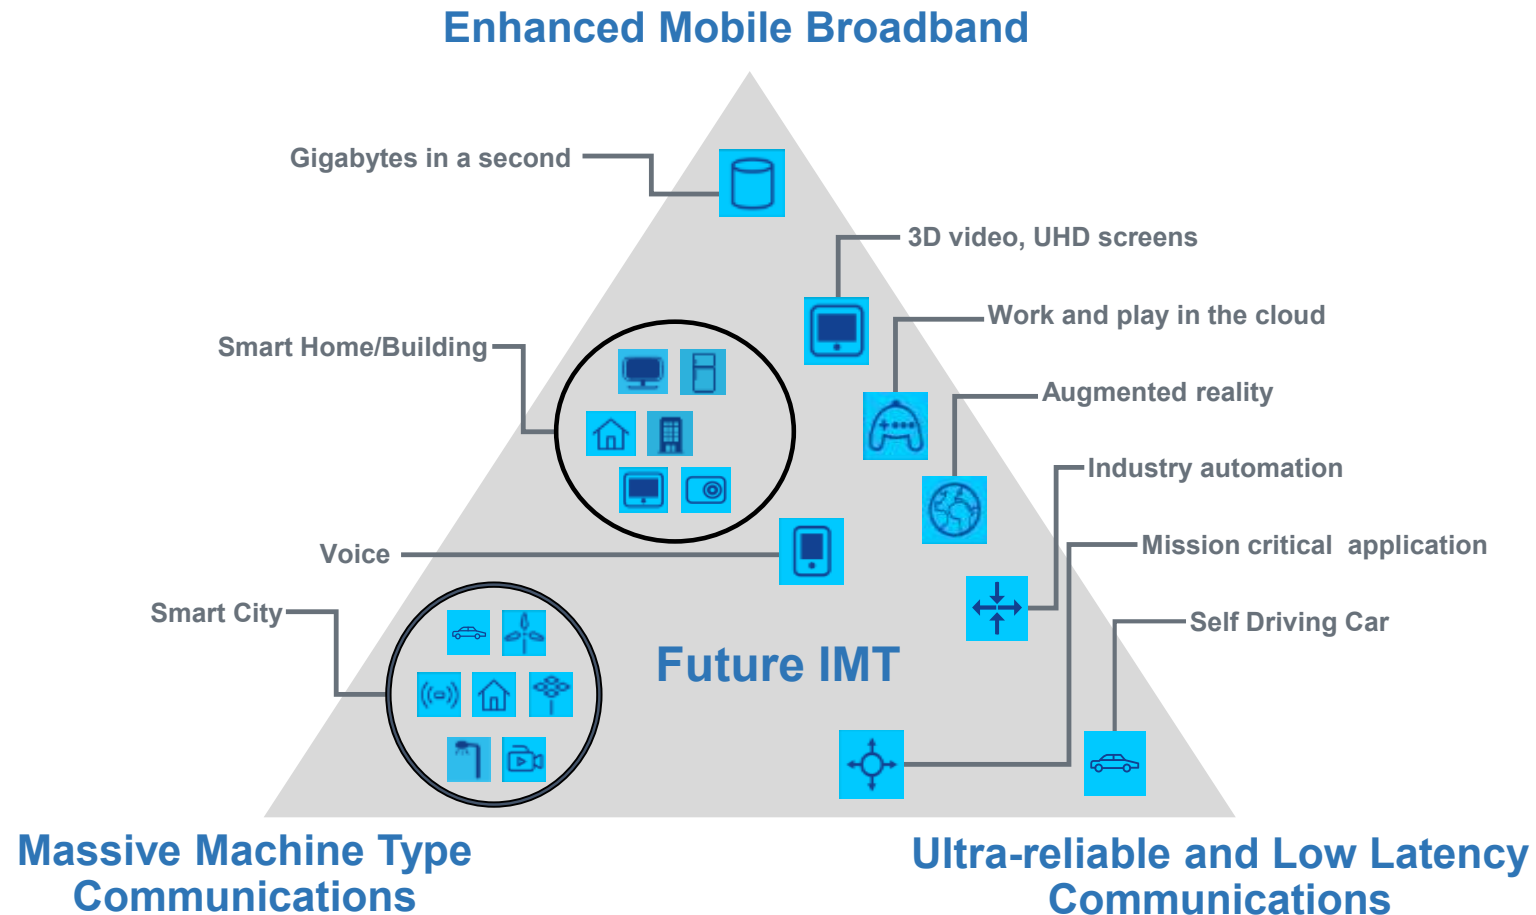 Enhanced Mobile Broadband
Gigabytes in a second
3D video, UHD screens
Work and play in the cloud
Smart Home/Building
Augmented reality
Industry automation
Voice
Mission critical application
Smart City
Self Driving Car
Future IMT
Massive Machine Type
Communications
Ultra-reliable and Low Latency
Communications